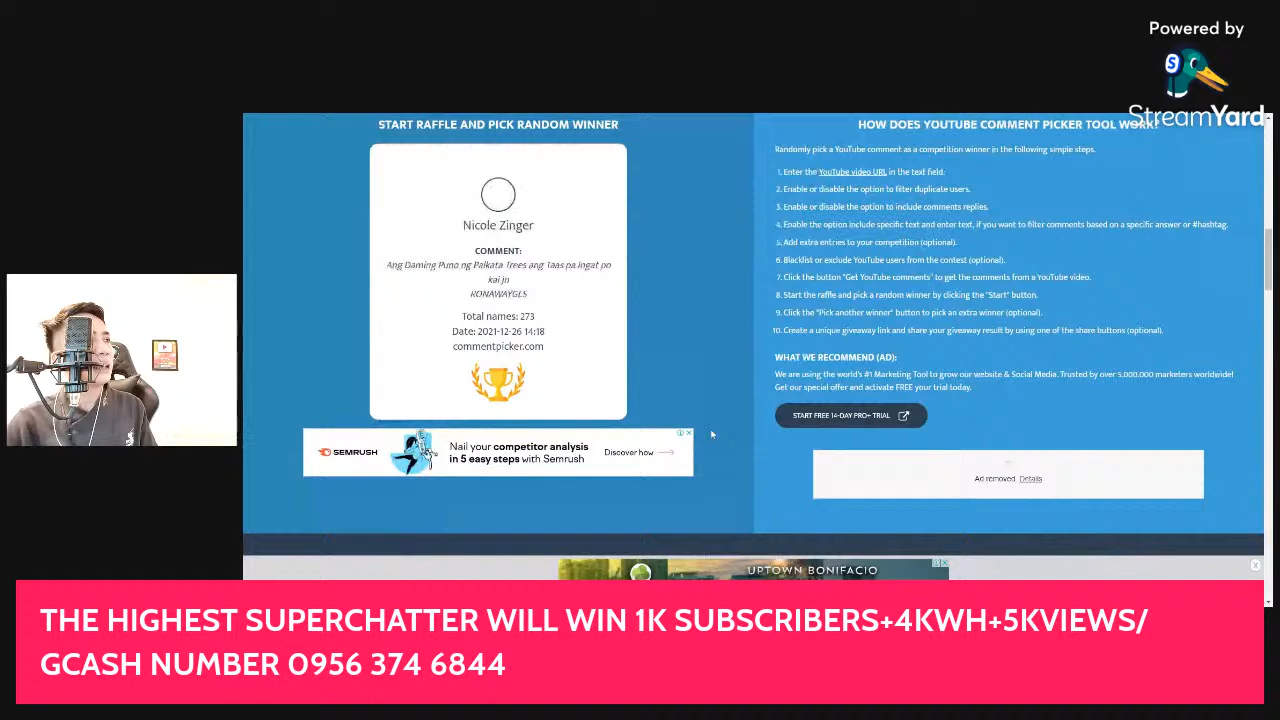 Powered by
StreamYard
START RAFFLE AND PICK RANDOM WINNER
Nicole Zinger
COMMENT:
Ang Daming Puno ng Palkata Trees ang Taas pa Ingat po
kai jn
RONAWAYGLS
Total names: 273
Date: 2021-12-26 14:18
commentpicker.com
SEMRUSH
Nail your competitor analysis
in 5 easy steps with Semrush
Discover how
HOW DOES YOUTUBE COMMENT PICKER TOOL WORK?
Randomly pick a YouTube comment as a competition winner in the following simple steps.
1. Enter the YouTube video URL in the text field.
2. Enable or disable the option to filter duplicate users.
3. Enable or disable the option to include comments replies.
4. Enable the option include specific text and enter text, if you want to filter comments based on a specific answer or #hashtag.
5. Add extra entries to your competition (optional).
6. Blacklist or exclude YouTube users from the contest (optional).
7. Click the button "Get YouTube comments" to get the comments from a YouTube video.
8. Start the raffle and pick a random winner by clicking the "Start" button.
9. Click the "Pick another winner" button to pick an extra winner (optional).
10. Create a unique giveaway link and share your giveaway result by using one of the share buttons (optional).
WHAT WE RECOMMEND (AD):
We are using the world's #1 Marketing Tool to grow our website & Social Media. Trusted by over 5.000.000 marketers worldwide!
Get our special offer and activate FREE your trial today.
START FREE 14-DAY PRO+ TRIAL
Ad removed. Details
UPTOWN BONIFACIO
THE HIGHEST SUPERCHATTER WILL WIN 1K SUBSCRIBERS+4KWH+5KVIEWS/
GCASH NUMBER 0956 374 6844